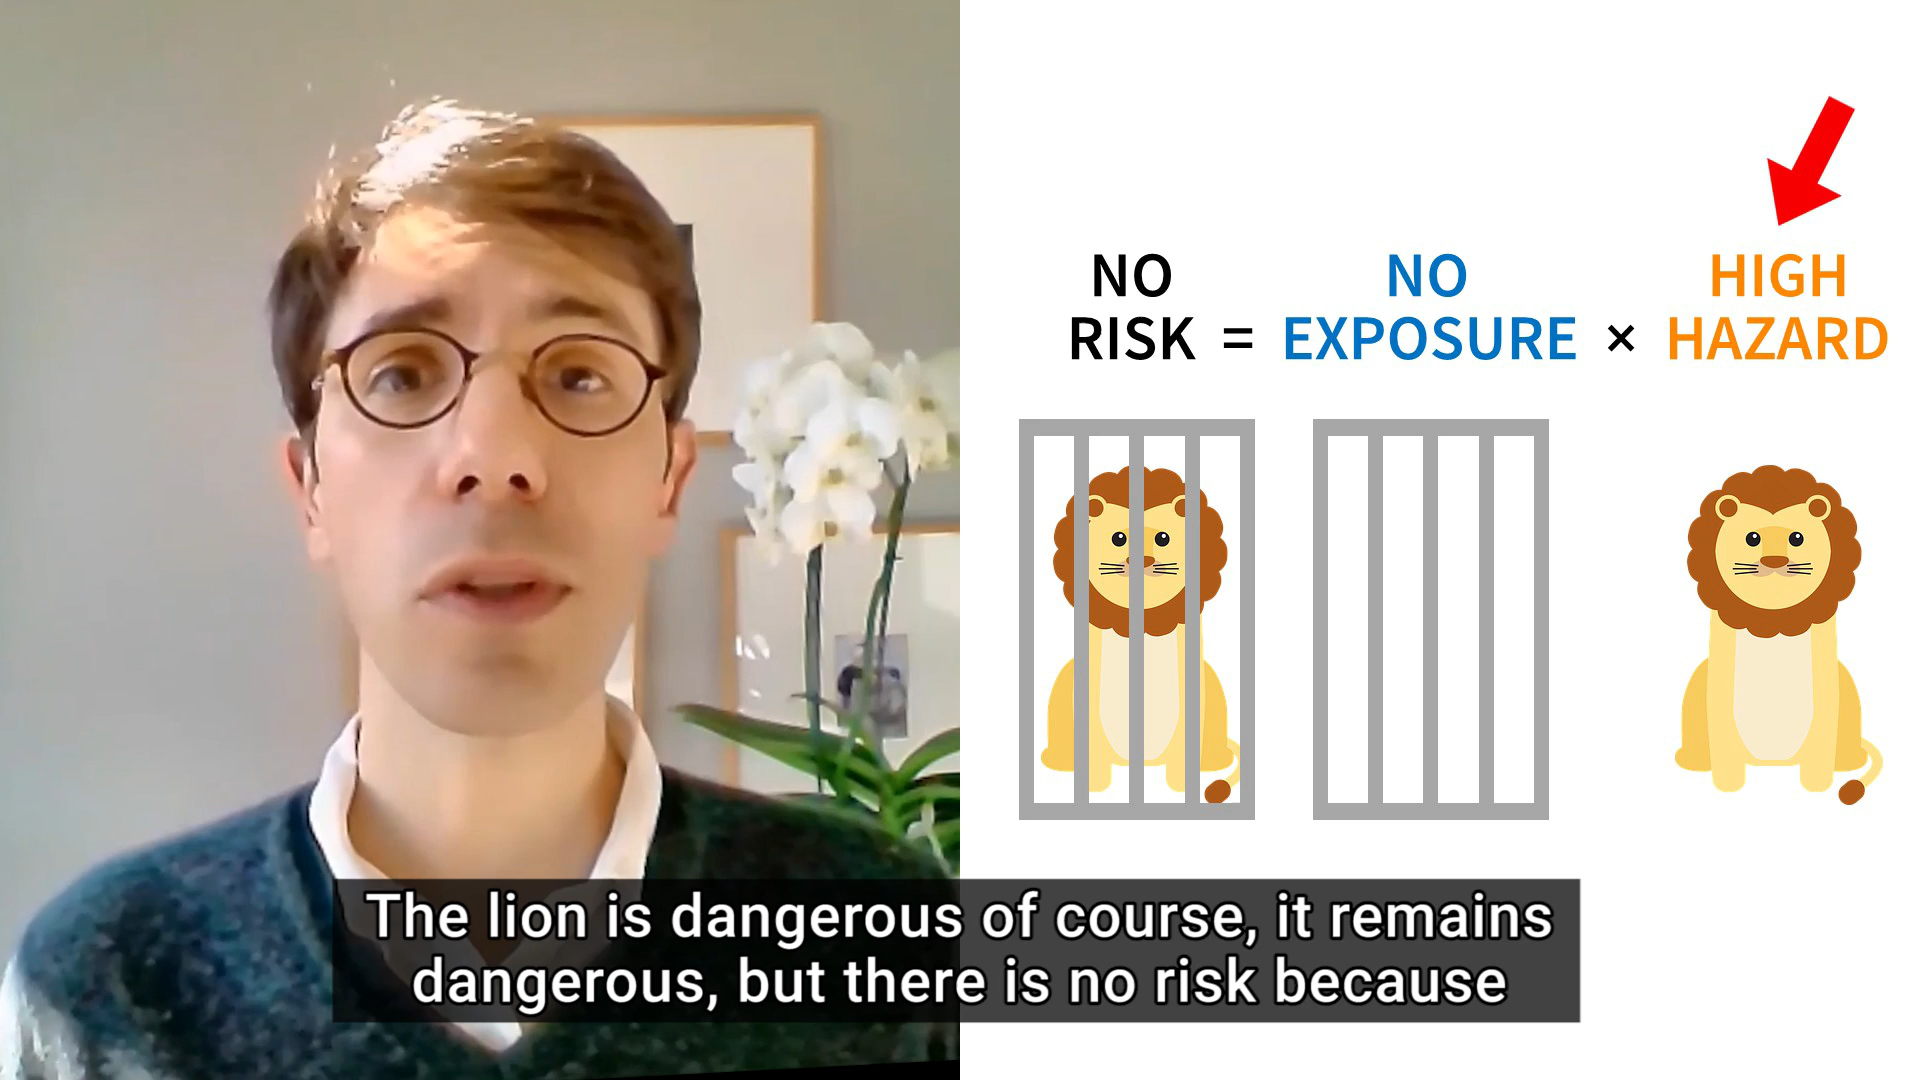 NO
RISK = NO
EXPOSURE × HIGH
HAZARD
The lion is dangerous of course, it remains
dangerous, but there is no risk because